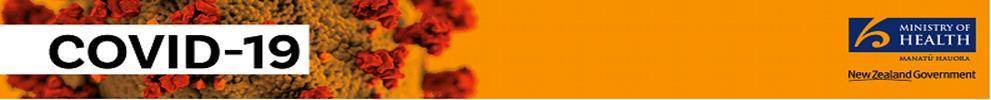 COVID-19
MINISTRY OF
HEALTH
MANATŪ HAUORA
New Zealand Government